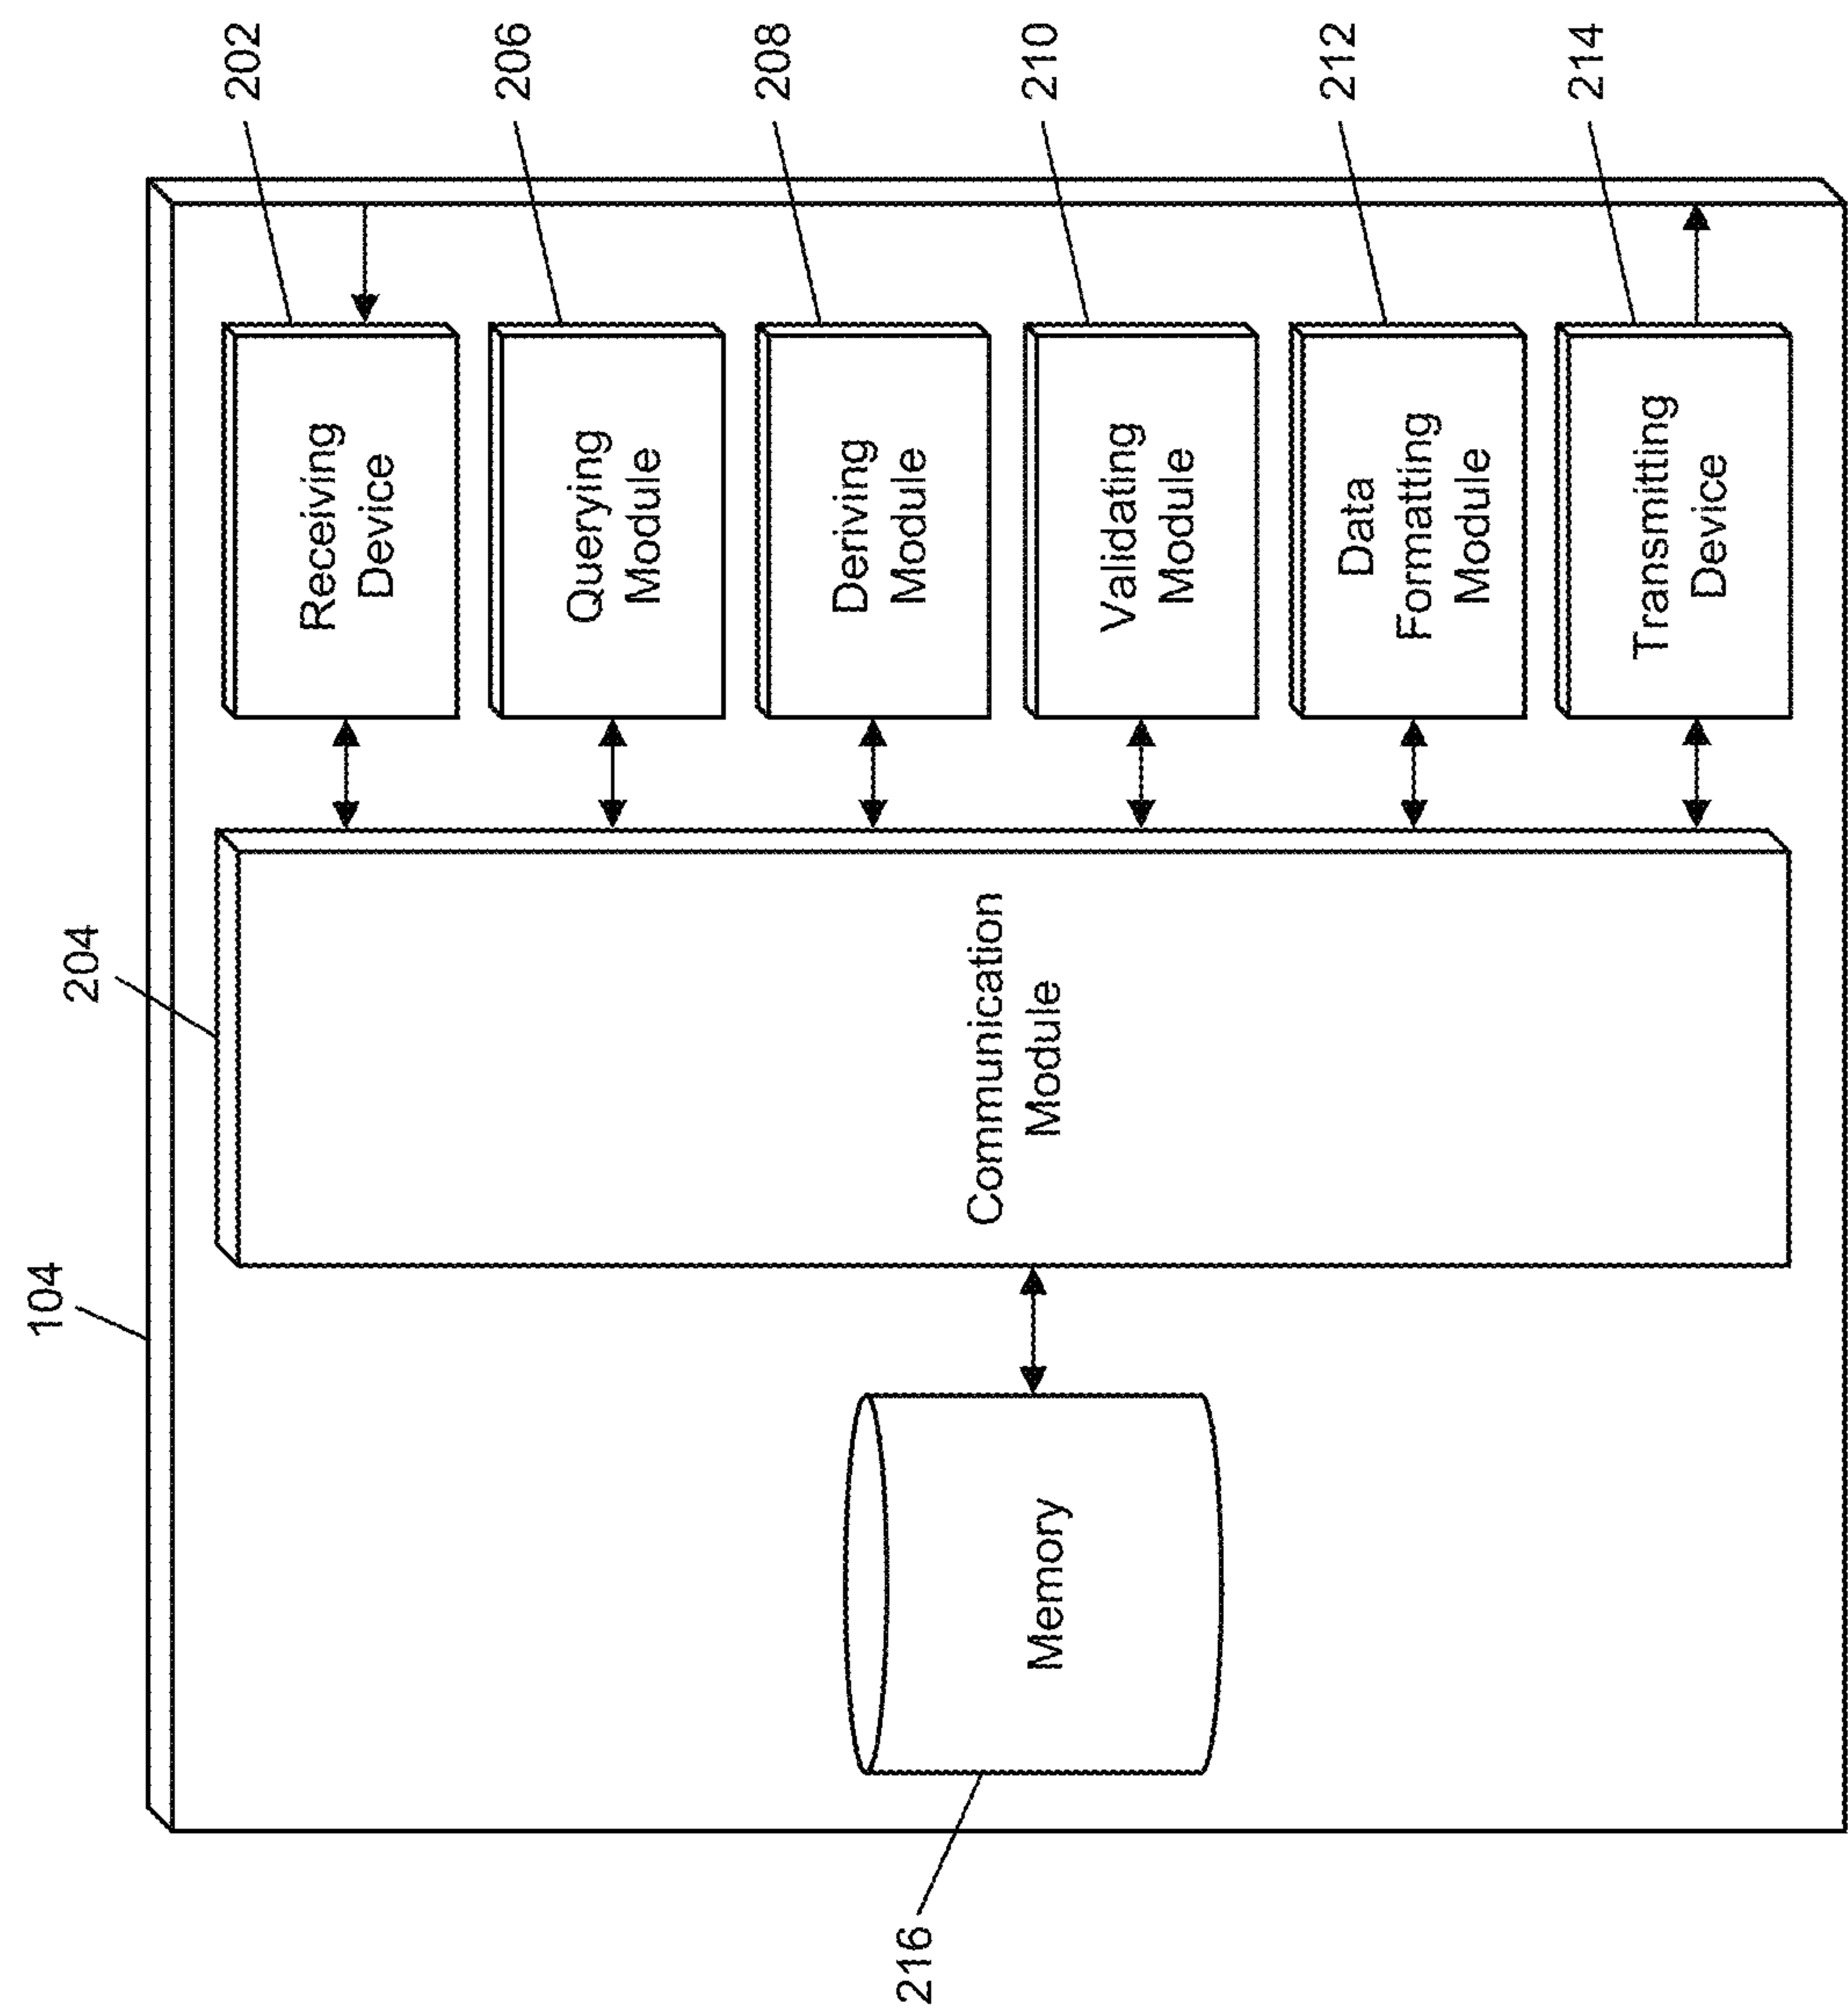 104
204
202
Receiving
Device
206
Querying
Module
208
Deriving
Module
210
Validating
Module
212
Data
Formatting
Module
214
Transmitting
Device
Communication
Module
Memory
216